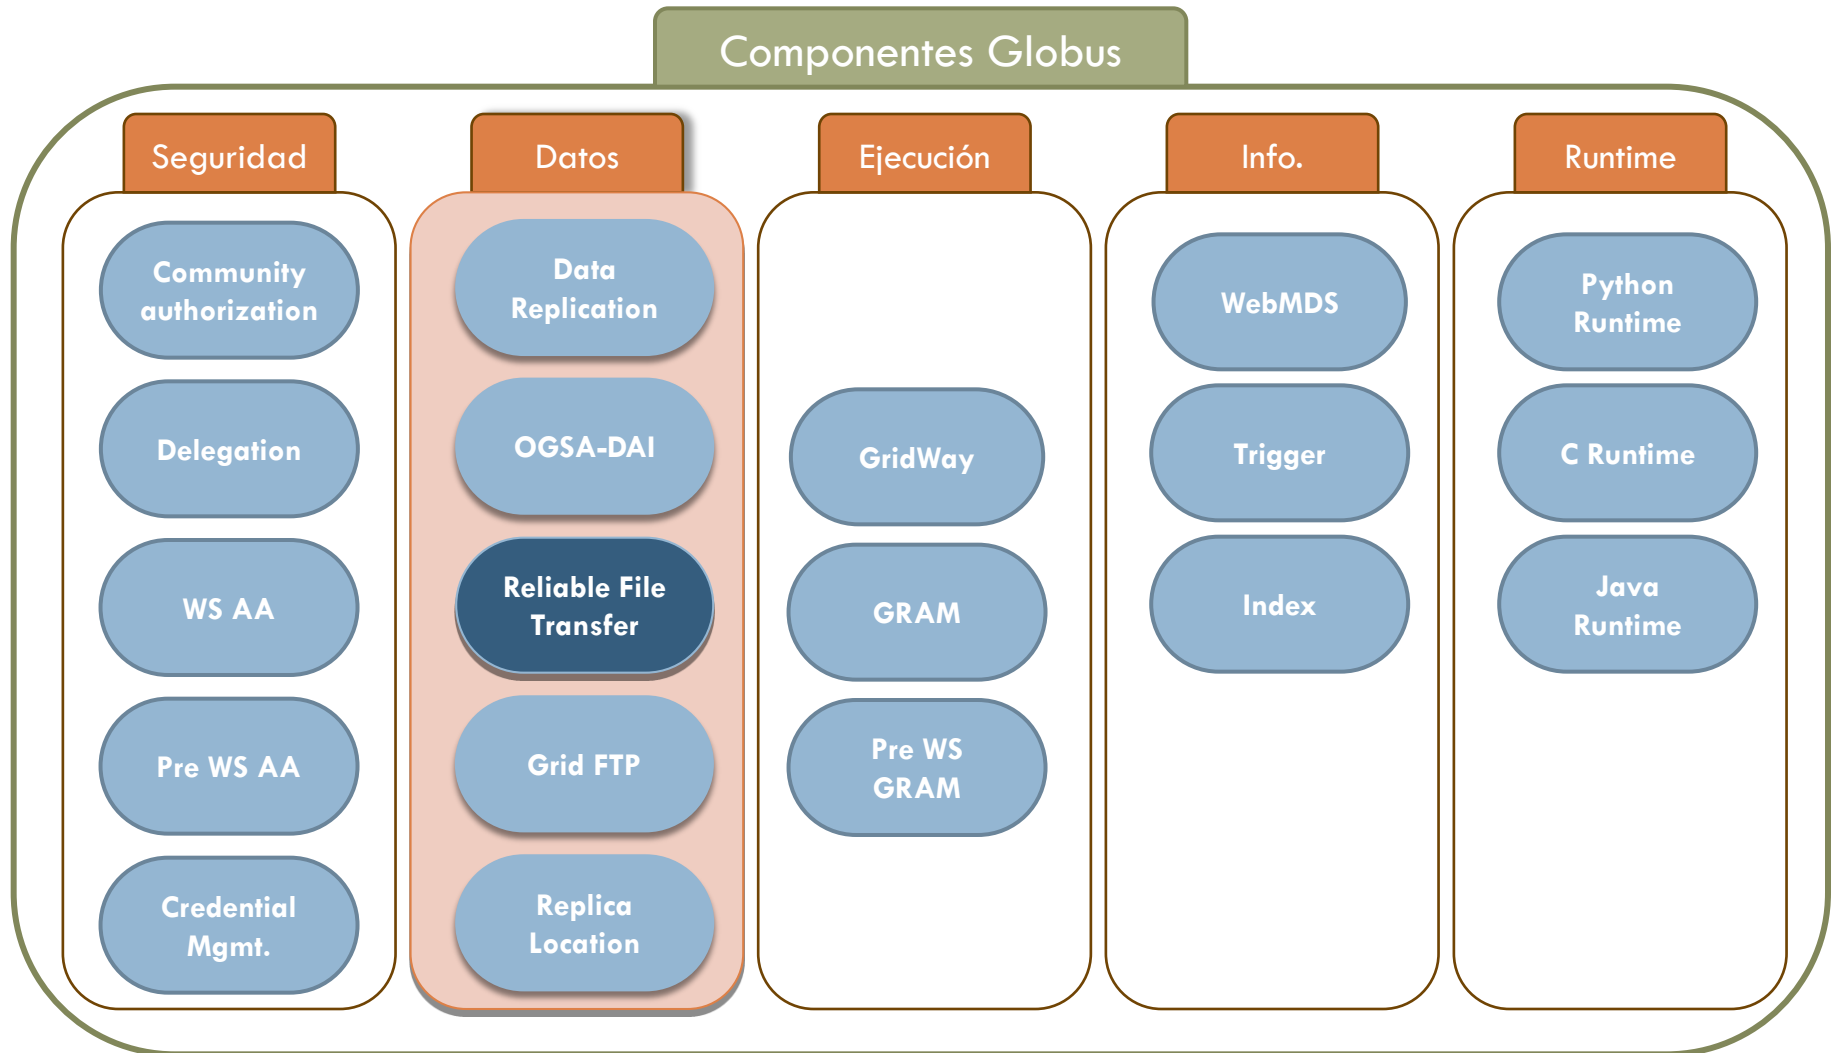 Componentes Globus
Seguridad
Community
authorization
Delegation
WS AA
Pre WS AA
Credential
Mgmt.
Datos
Data
Replication
OGSA-DAI
Reliable File
Transfer
Grid FTP
Replica
Location
Ejecución
GridWay
GRAM
Pre WS
GRAM
Info.
WebMDS
Trigger
Index
Runtime
Python
Runtime
C Runtime
Java
Runtime